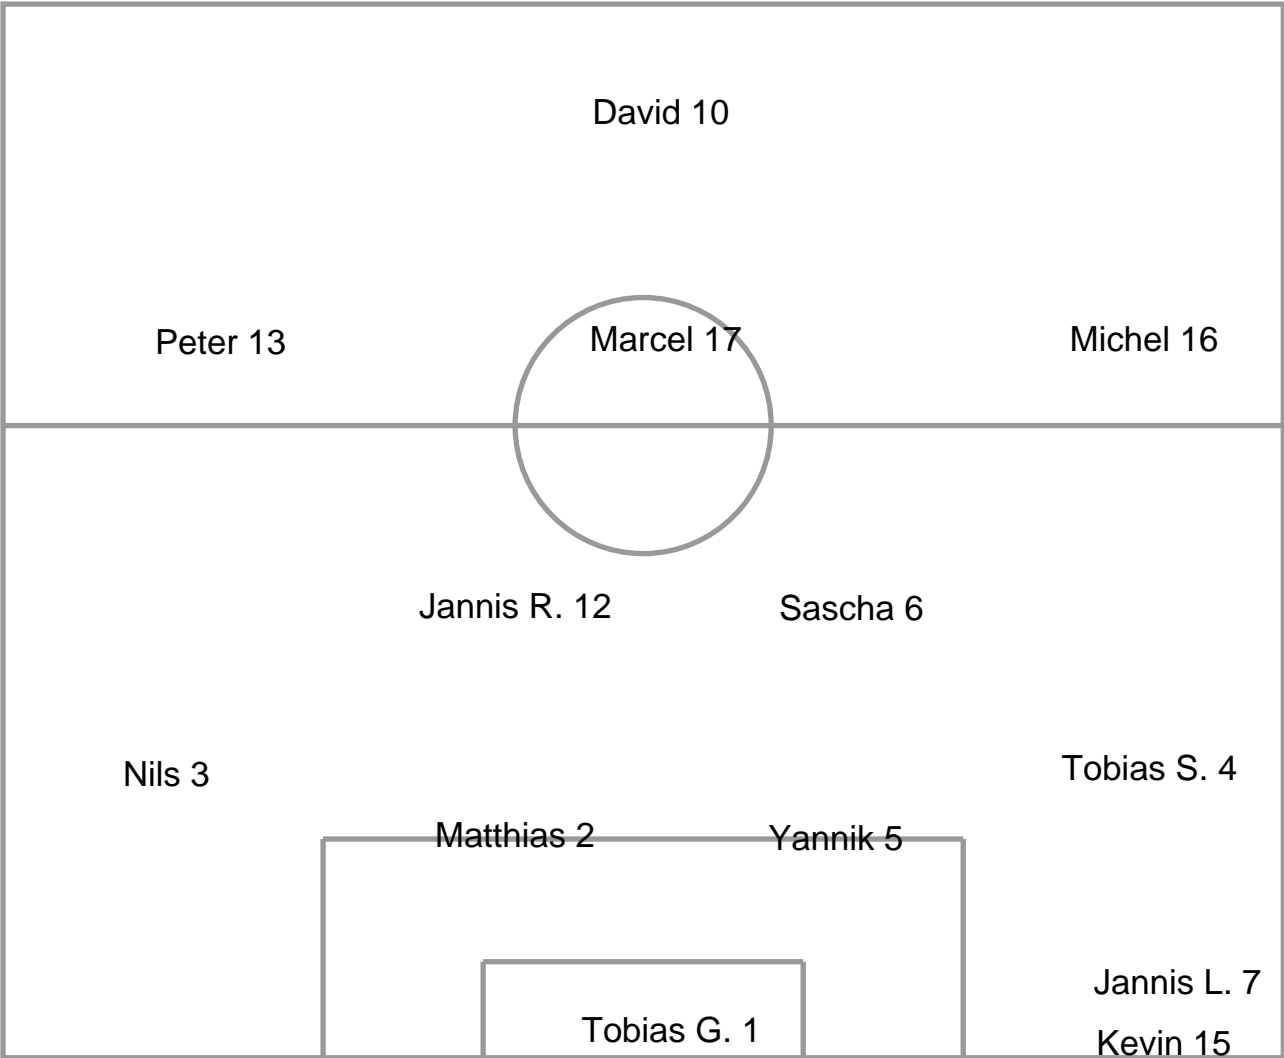 David 10
Peter 13
Marcel 17
Michel 16
Jannis R. 12
Sascha 6
Nils 3
Tobias S. 4
Matthias 2
Yannik 5
Jannis L. 7
Tobias G. 1
Kevin 15